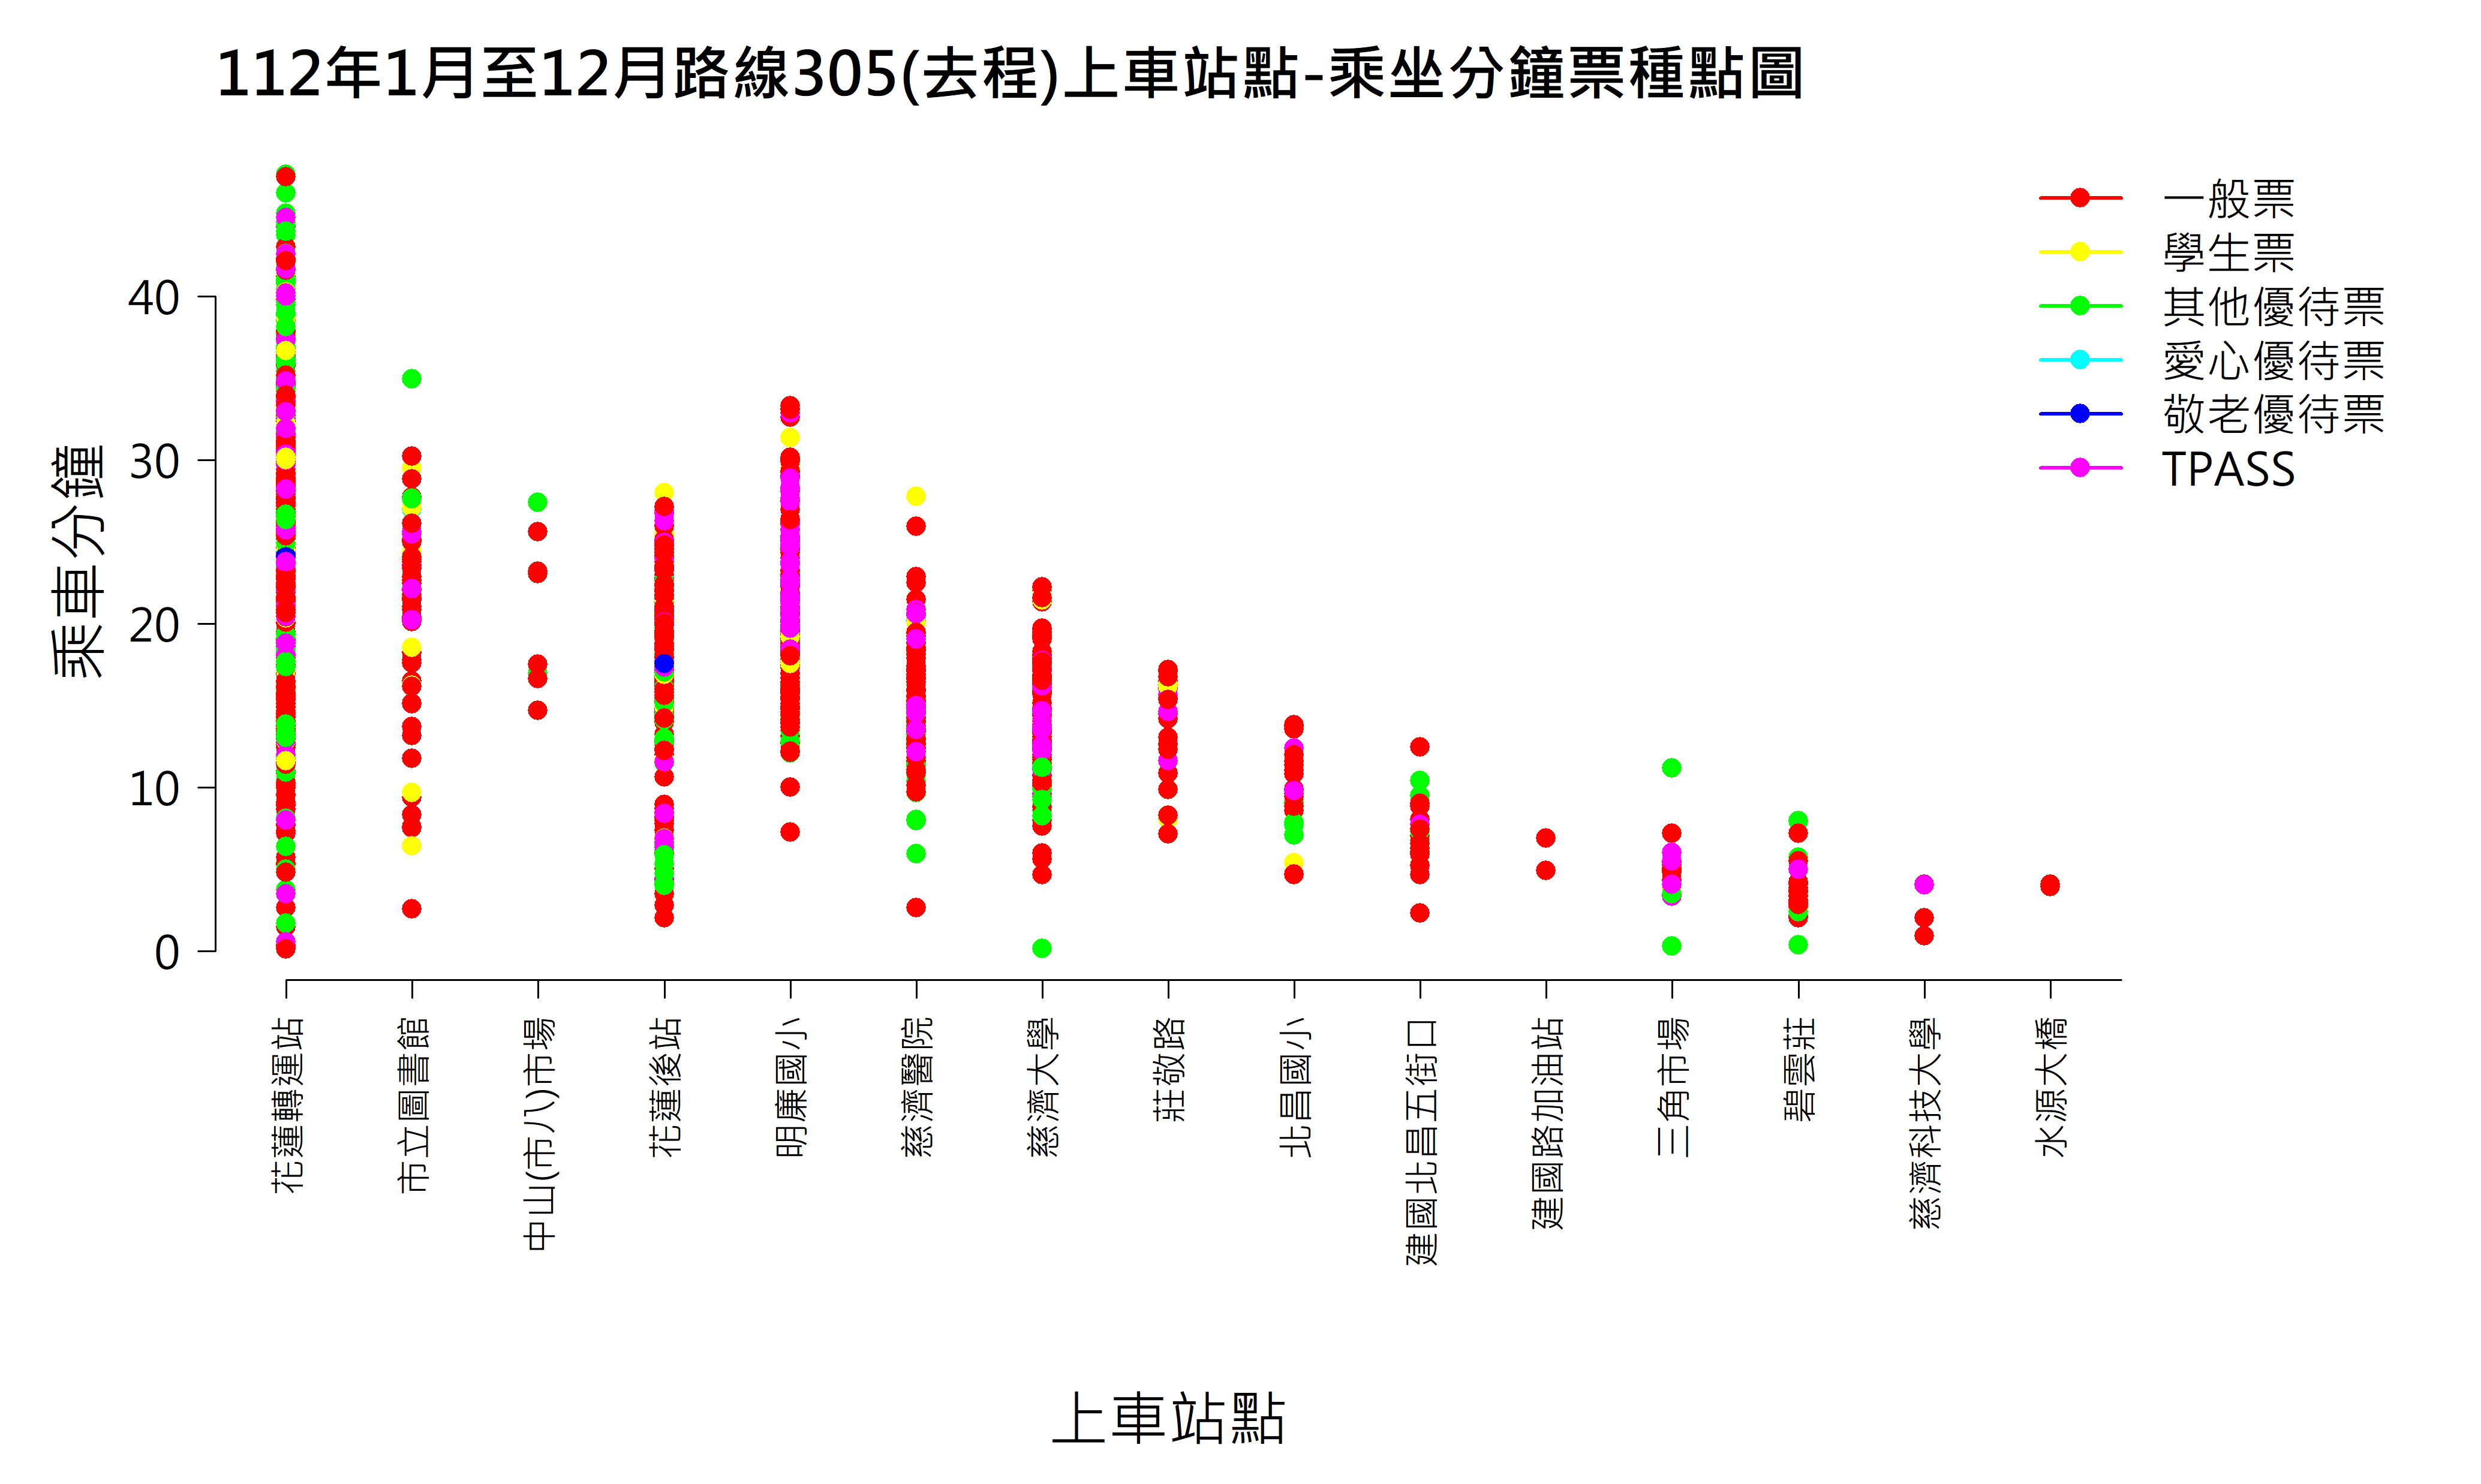 112年1月至12月路線305(去程)上車站點-乘坐分鐘票種點圖
一般票
學生票
其他優待票
愛心優待票
敬老優待票
TPASS
乘車分鐘
40
30
20
10
0
花蓮轉運站
市立圖書館
中山(市八)市場
花蓮後站
明廉國小
慈濟醫院
慈濟大學
莊敬路
北昌國小
建國北昌五街口
建國路加油站
三角市場
碧雲莊
慈濟科技大學
水源大橋
上車站點